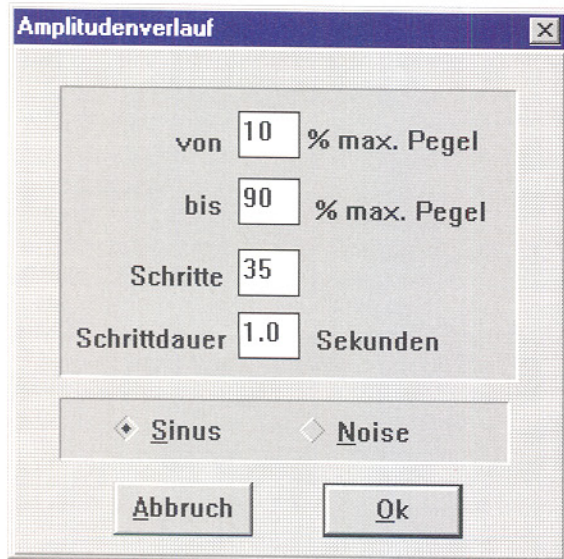 Amplitudenverlauf
von 10 % max. Pegel
bis 90 % max. Pegel
Schritte 35
Schrittdauer 1.0 Sekunden
Sinus Noise
Abbruch Ok